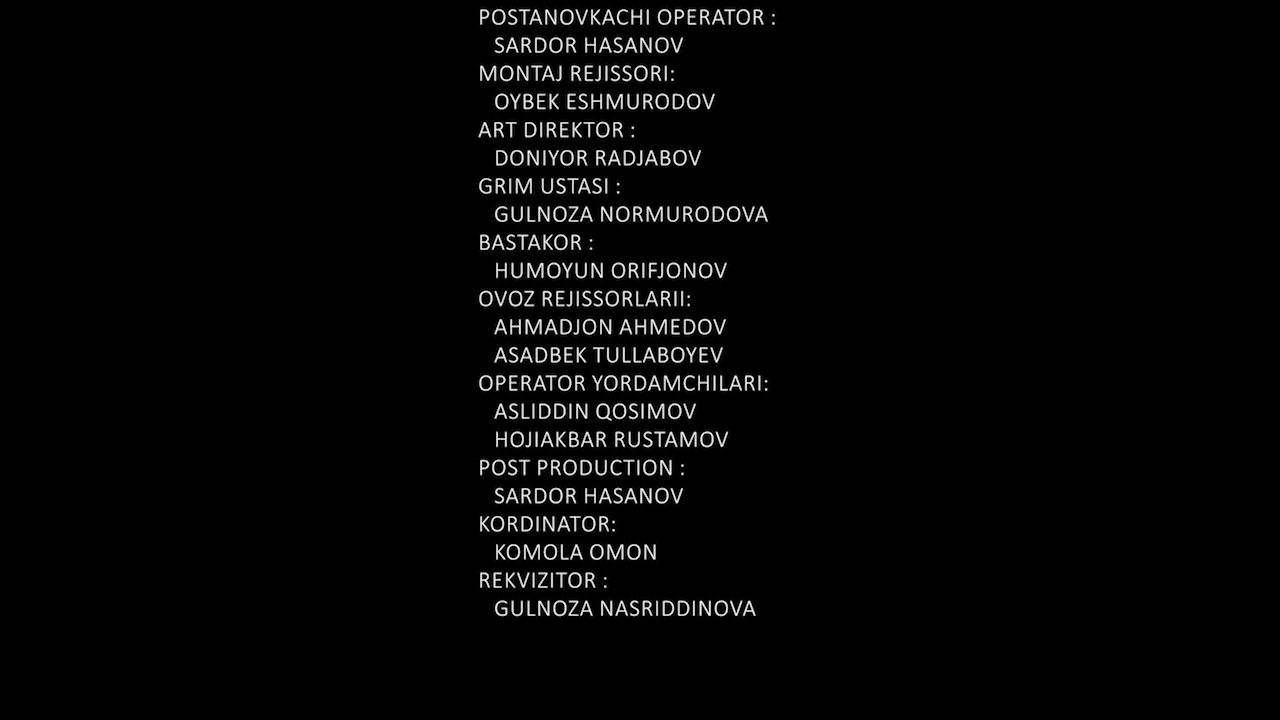 POSTANOVKACHI OPERATOR :
SARDOR HASANOV
MONTAJ REJISSORI:
OYBEK ESHMURODOV
ART DIREKTOR :
DONIYOR RADJABOV
GRIM USTASI :
GULNOZA NORMURODOVA
BASTAKOR :
HUMOYUN ORIFJONOV
OVOZ REJISSORLARII:
AHMADJON AHMEDOV
ASADBEK TULLABOYEV
OPERATOR YORDAMCHILARI:
ASLIDDIN QOSIMOV
HOJIAKBAR RUSTAMOV
POST PRODUCTION :
SARDOR HASANOV
KORDINATOR:
KOMOLA OMON
REKVIZITOR :
GULNOZA NASRIDDINOVA